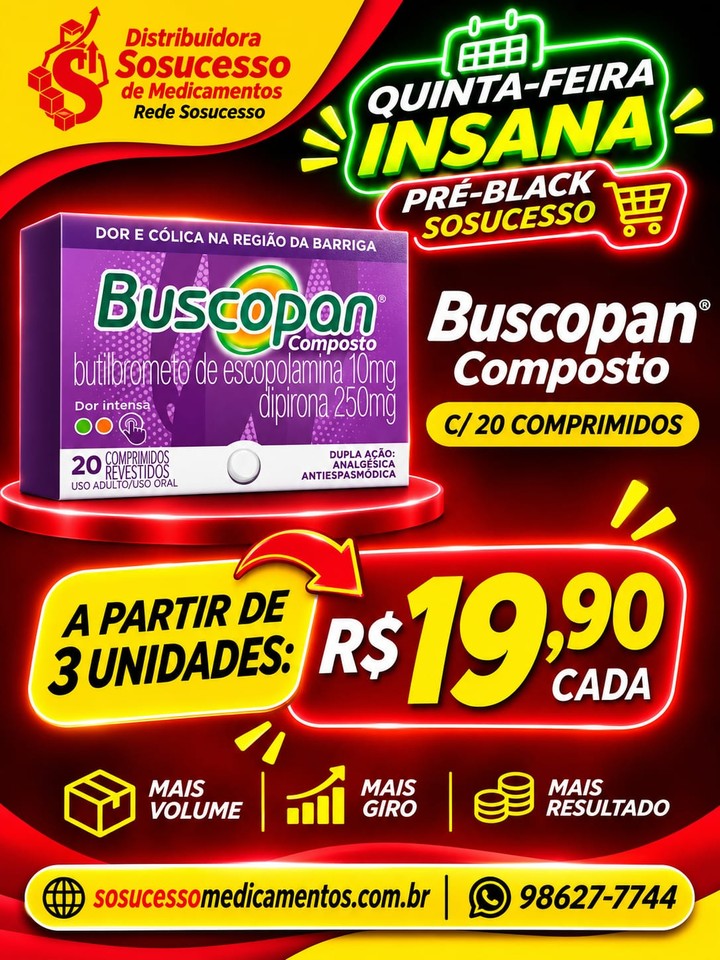 Distribuidora
Sosucesso
de Medicamentos
Rede Sosucesso
QUINTA-FEIRA
INSANA
PRÉ-BLACK
SOSUCESSO
DOR E CÓLICA NA REGIÃO DA BARRIGA
Buscopan®
Composto
butilbrometo de escopolamina 10mg
dipirona 250mg
Dor intensa
20 COMPRIMIDOS
REVESTIDOS
USO ADULTO/USO ORAL
DUPLA AÇÃO:
ANALGÉSICA
ANTIESPASMÓDICA
Buscopan®
Composto
C/ 20 COMPRIMIDOS
A PARTIR DE
3 UNIDADES:
R$19,90
CADA
MAIS
VOLUME
MAIS
GIRO
MAIS
RESULTADO
sosucessomedicamentos.com.br
98627-7744